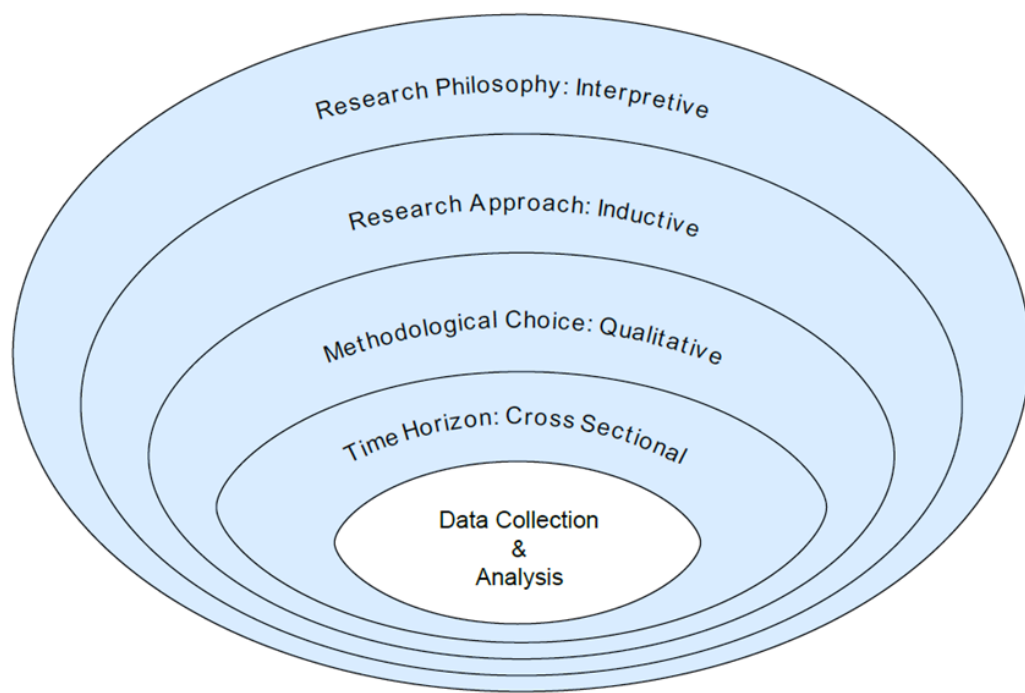 Research Philosophy: Interpretive
Research Approach: Inductive
Methodological Choice: Qualitative
Time Horizon: Cross Sectional
Data Collection
&
Analysis